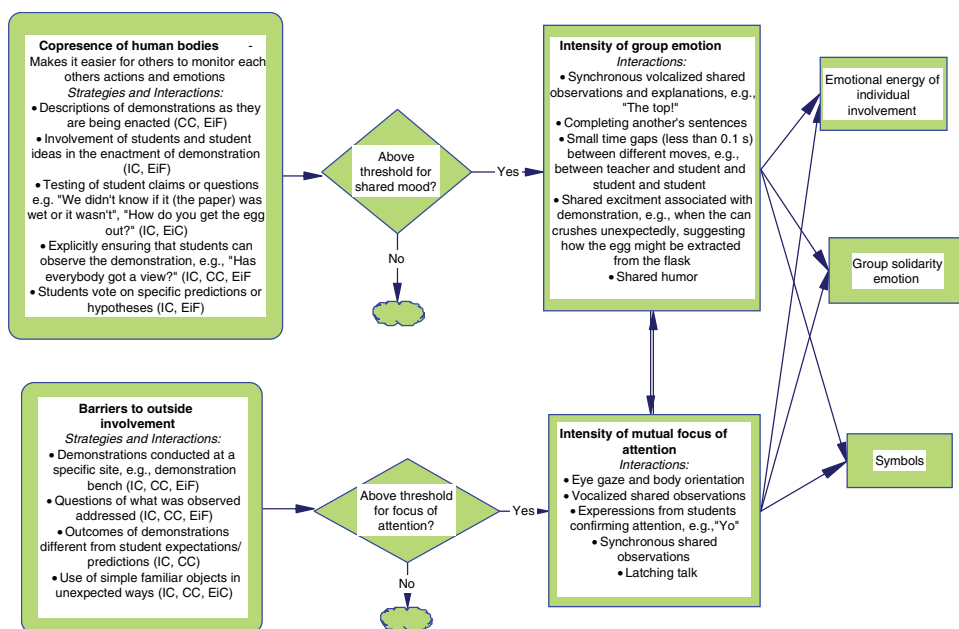 Copresence of human bodies -
Makes it easier for others to monitor each
others actions and emotions
Strategies and Interactions:
• Descriptions of demonstrations as they
are being enacted (CC, EiF)
• Involvement of students and student
ideas in the enactment of demonstration
(IC, EiF)
• Testing of student claims or questions
e.g. "We didn't know if it (the paper) was
wet or it wasn't", "How do you get the egg
out?" (IC, EiC)
• Explicitly ensuring that students can
observe the demonstration, e.g., "Has
everybody got a view?" (IC, CC, EiF
• Students vote on specific predictions or
hypotheses (IC, EiF)
Above
threshold for
shared mood?
Yes
No
Intensity of group emotion
Interactions:
• Synchronous volcalized shared
observations and explanations, e.g.,
"The top!"
• Completing another's sentences
• Small time gaps (less than 0.1 s)
between different moves, e.g.,
between teacher and student and
student and student
• Shared excitment associated with
demonstration, e.g., when the can
crushes unexpectedly, suggesting
how the egg might be extracted
from the flask
• Shared humor
Emotional energy of
individual
involvement
Group solidarity
emotion
Symbols
Barriers to outside
involvement
Strategies and Interactions:
• Demonstrations conducted at a
specific site, e.g., demonstration
bench (IC, CC, EiF)
• Questions of what was observed
addressed (IC, CC, EiF)
• Outcomes of demonstrations
different from student expectations/
predictions (IC, CC)
• Use of simple familiar objects in
unexpected ways (IC, CC, EiC)
Above threshold
for focus of
attention?
Yes
No
Intensity of mutual focus of
attention
Interactions:
• Eye gaze and body orientation
• Vocalized shared observations
• Experessions from students
confirming attention, e.g.,"Yo"
• Synchronous shared
observations
• Latching talk